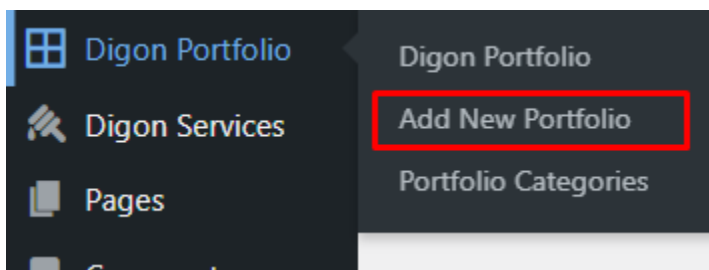 Digon Portfolio
Digon Services
Pages
Digon Portfolio
Add New Portfolio
Portfolio Categories